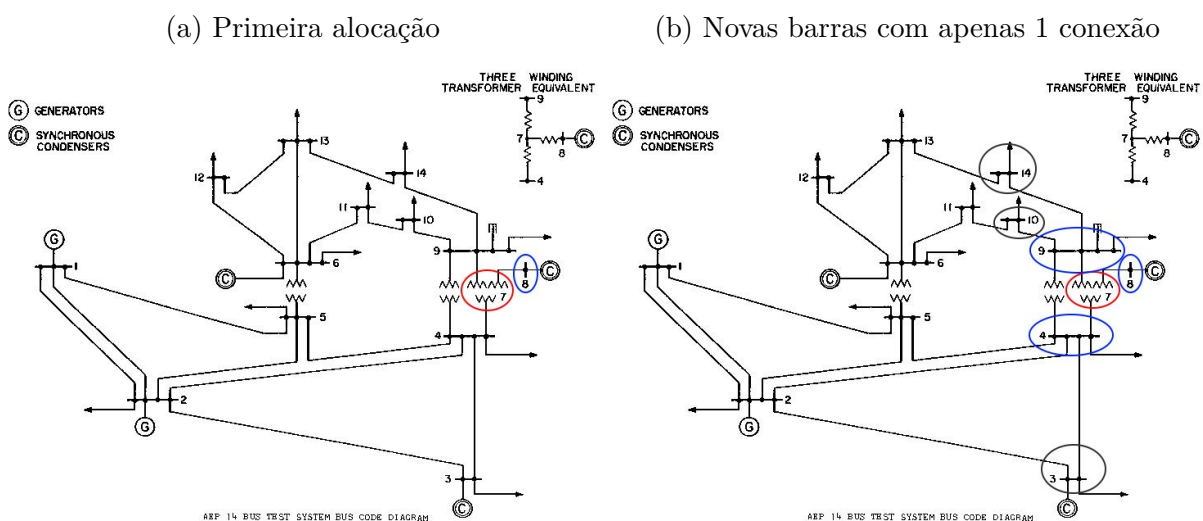 (a) Primeira alocação
(b) Novas barras com apenas 1 conexão
THREE WINDING
TRANSFORMER EQUIVALENT
9
7
8
C
4
G GENERATORS
C SYNCHRONOUS
CONDENSERS
13
14
12
11
10
G
1
9
6
C
8
C
7
5
4
2
G
3
C
AEP 14 BUS TEST SYSTEM BUS CODE DIAGRAM
THREE WINDING
TRANSFORMER EQUIVALENT
9
7
8
C
4
G GENERATORS
C SYNCHRONOUS
CONDENSERS
13
14
12
11
10
G
1
9
6
C
8
C
7
5
4
2
G
3
C
AEP 14 BUS TEST SYSTEM BUS CODE DIAGRAM